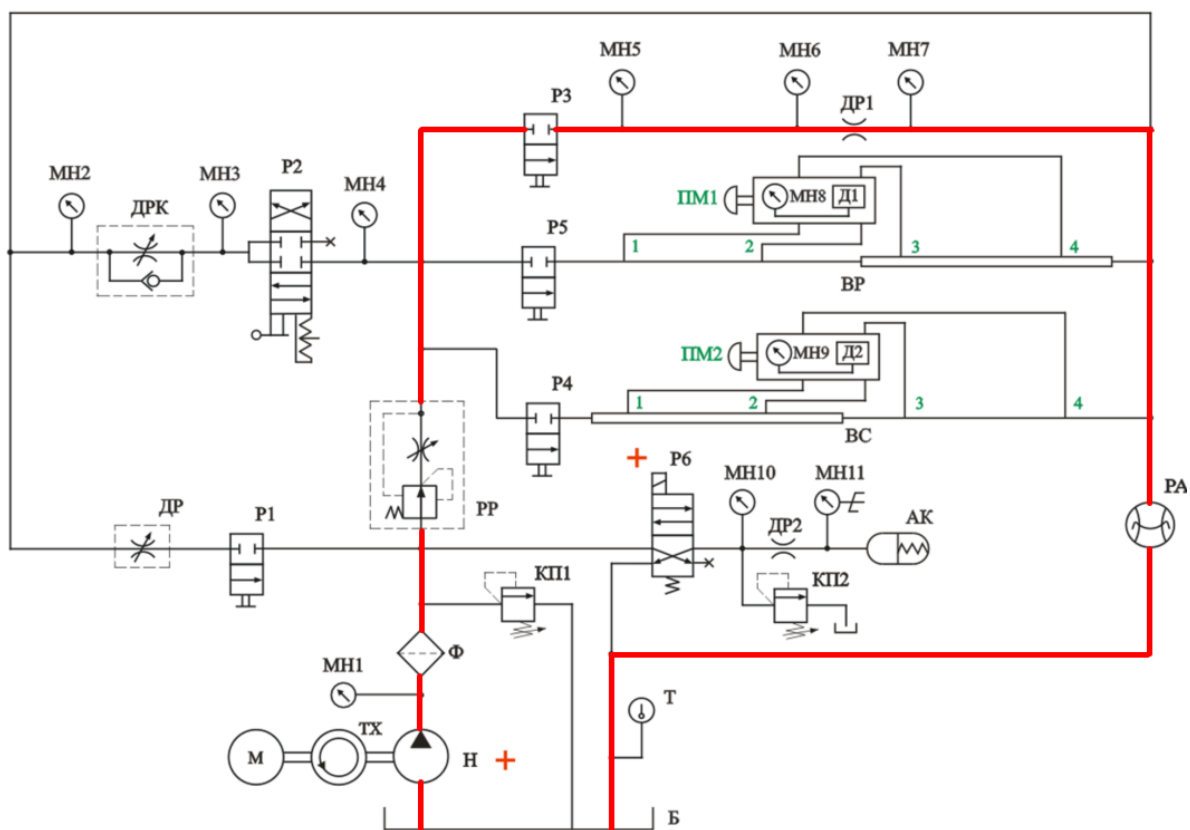 МН5
МН6
МН7
Р3
ДР1
МН2
МН3
Р2
МН4
ДРК
ПМ1
МН8
Д1
Р5
1
2
3
4
ВР
ПМ2
МН9
Д2
Р4
1
2
3
4
ВС
+
Р6
МН10
МН11
РА
ДР
Р1
РР
ДР2
АК
КП1
КП2
Ф
МН1
Т
ТХ
М
Н
+
Б